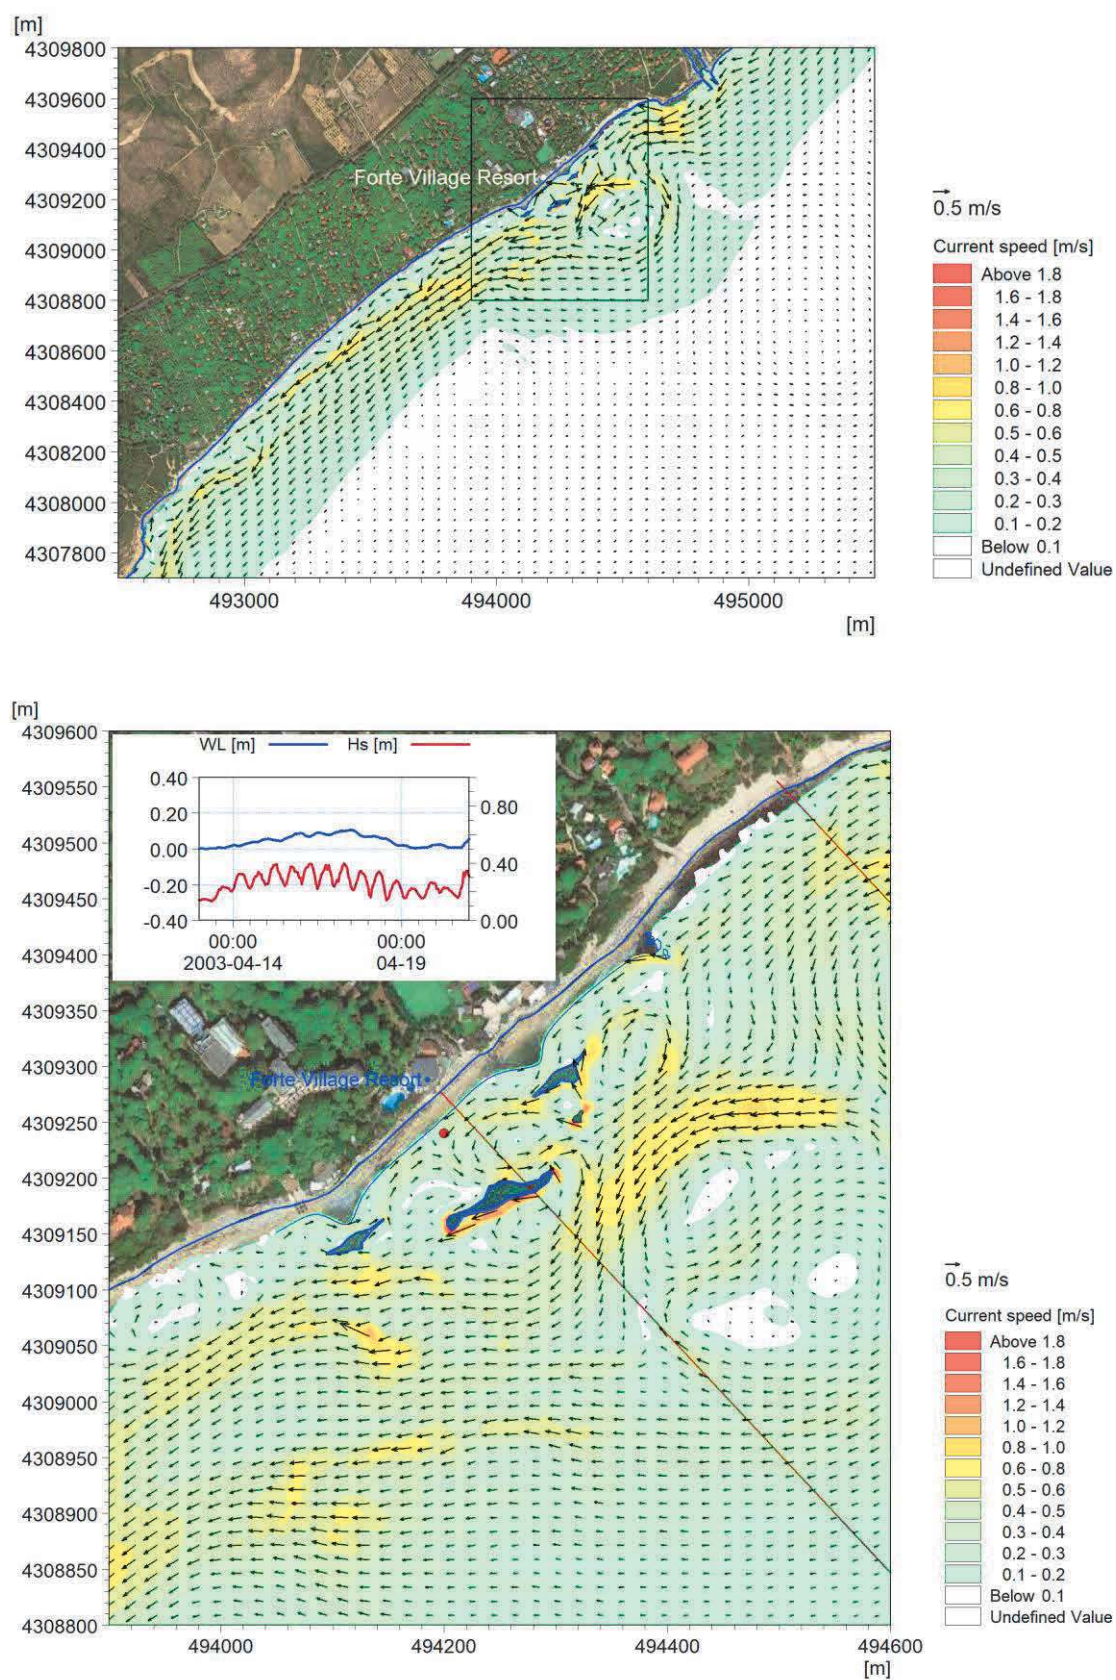 [m]
4309800
4309600
4309400
4309200
4309000
4308800
4308600
4308400
4308200
4308000
4307800
Forte Village Resort
493000 494000 495000
[m]
0.5 m/s
Current speed [m/s]
Above 1.8
1.6 - 1.8
1.4 - 1.6
1.2 - 1.4
1.0 - 1.2
0.8 - 1.0
0.6 - 0.8
0.5 - 0.6
0.4 - 0.5
0.3 - 0.4
0.2 - 0.3
0.1 - 0.2
Below 0.1
Undefined Value
[m]
4309600
4309550
4309500
4309450
4309400
4309350
4309300
4309250
4309200
4309150
4309100
4309050
4309000
4308950
4308900
4308850
4308800
WL [m] Hs [m]
0.40
0.20
0.00
-0.20
-0.40
0.80
0.40
0.00
00:00 00:00
2003-04-14 04-19
Forte Village Resort
494000 494200 494400 494600
[m]
0.5 m/s
Current speed [m/s]
Above 1.8
1.6 - 1.8
1.4 - 1.6
1.2 - 1.4
1.0 - 1.2
0.8 - 1.0
0.6 - 0.8
0.5 - 0.6
0.4 - 0.5
0.3 - 0.4
0.2 - 0.3
0.1 - 0.2
Below 0.1
Undefined Value